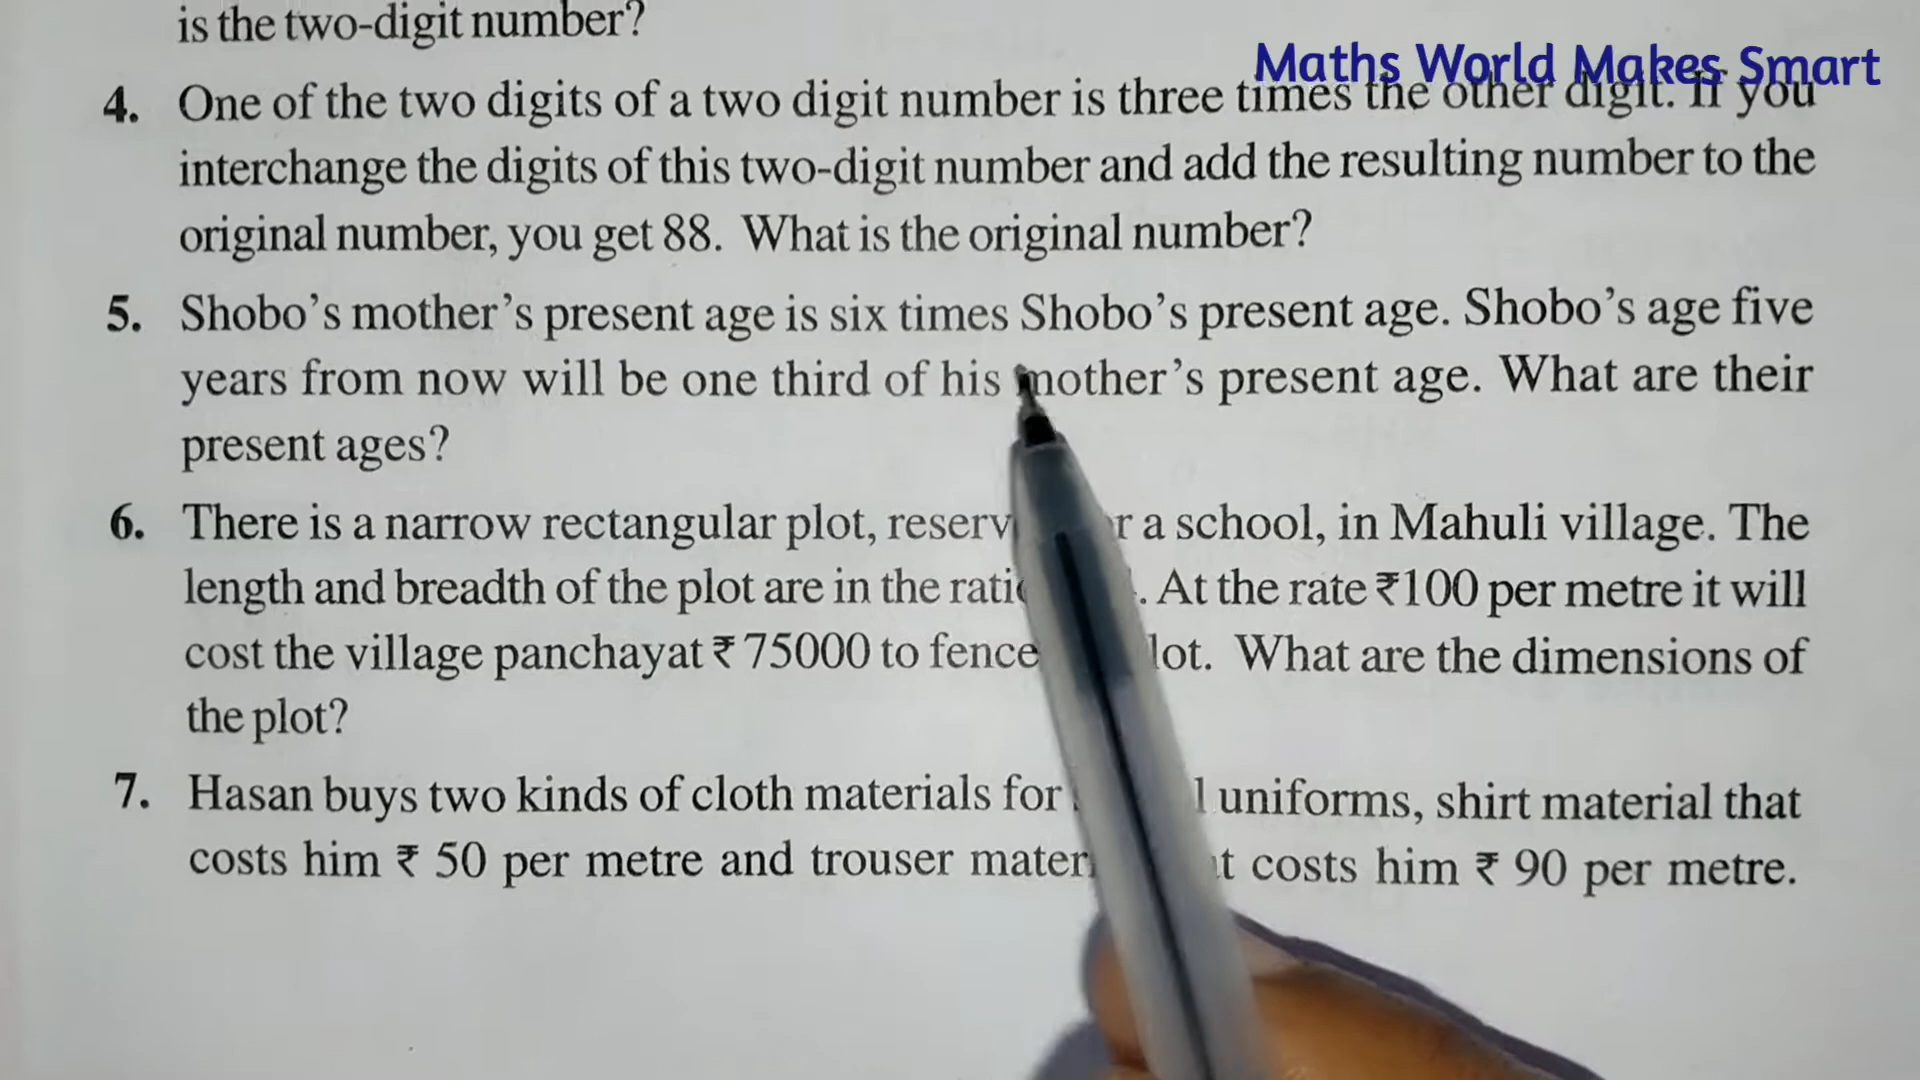 is the two-digit number?
Maths World Makes Smart
4. One of the two digits of a two digit number is three times the other digit. If you
interchange the digits of this two-digit number and add the resulting number to the
original number, you get 88. What is the original number?
5. Shobo's mother's present age is six times Shobo's present age. Shobo's age five
years from now will be one third of his mother's present age. What are their
present ages?
6. There is a narrow rectangular plot, reserv r a school, in Mahuli village. The
length and breadth of the plot are in the rati . At the rate ₹100 per metre it will
cost the village panchayat ₹ 75000 to fence lot. What are the dimensions of
the plot?
7. Hasan buys two kinds of cloth materials for l uniforms, shirt material that
costs him ₹ 50 per metre and trouser mater t costs him ₹ 90 per metre.